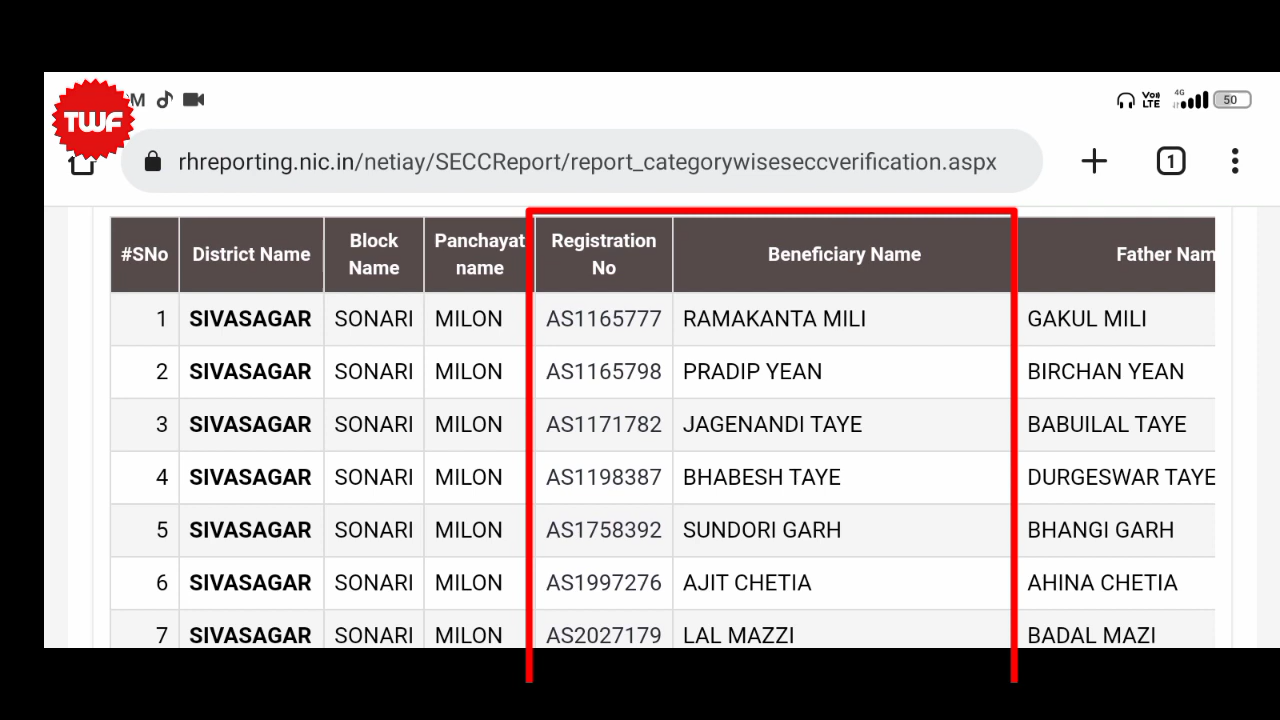 M
TWF
Vo))
LTE
4G
50
rhreporting.nic.in/netiay/SECCReport/report_categorywiseseccverification.aspx
1
#SNo District Name Block Name Panchayat name Registration No Beneficiary Name Father Nam
1 SIVASAGAR SONARI MILON AS1165777 RAMAKANTA MILI GAKUL MILI
2 SIVASAGAR SONARI MILON AS1165798 PRADIP YEAN BIRCHAN YEAN
3 SIVASAGAR SONARI MILON AS1171782 JAGENANDI TAYE BABUILAL TAYE
4 SIVASAGAR SONARI MILON AS1198387 BHABESH TAYE DURGESWAR TAYE
5 SIVASAGAR SONARI MILON AS1758392 SUNDORI GARH BHANGI GARH
6 SIVASAGAR SONARI MILON AS1997276 AJIT CHETIA AHINA CHETIA
7 SIVASAGAR SONARI MILON AS2027179 LAL MAZZI BADAL MAZI